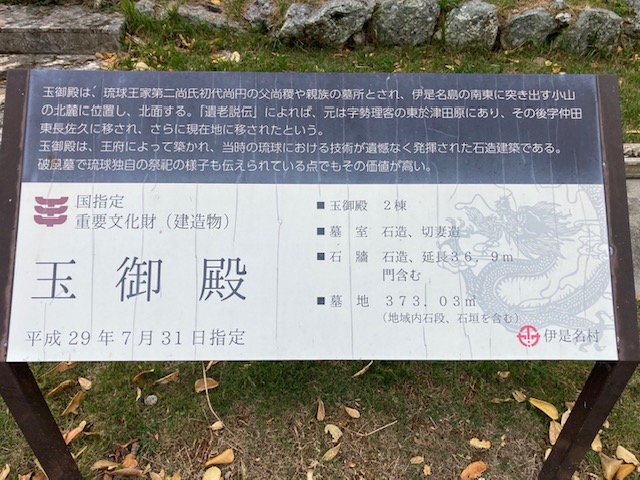 玉御殿は、琉球王家第二尚氏初代尚円の父尚稷や親族の墓所とされ、伊是名島の南東に突き出す小山
の北麓に位置し、北面する。「遺老説伝」によれば、元は字勢理客の東於津田原にあり、その後字仲田
東長佐久に移され、さらに現在地に移されたという。
玉御殿は、王府によって築かれ、当時の琉球における技術が遺憾なく発揮された石造建築である。
破風墓で琉球独自の祭祀の様子も伝えられている点でもその価値が高い。
国指定
重要文化財（建造物）
玉御殿
平成29年7月31日指定
■ 玉御殿 2棟
■ 墓 室 石造、切妻造
■ 石 牆 石造、延長36．9ｍ
門含む
■ 墓 地 373．03㎡
（地域内石段、石垣を含む）
伊是名村